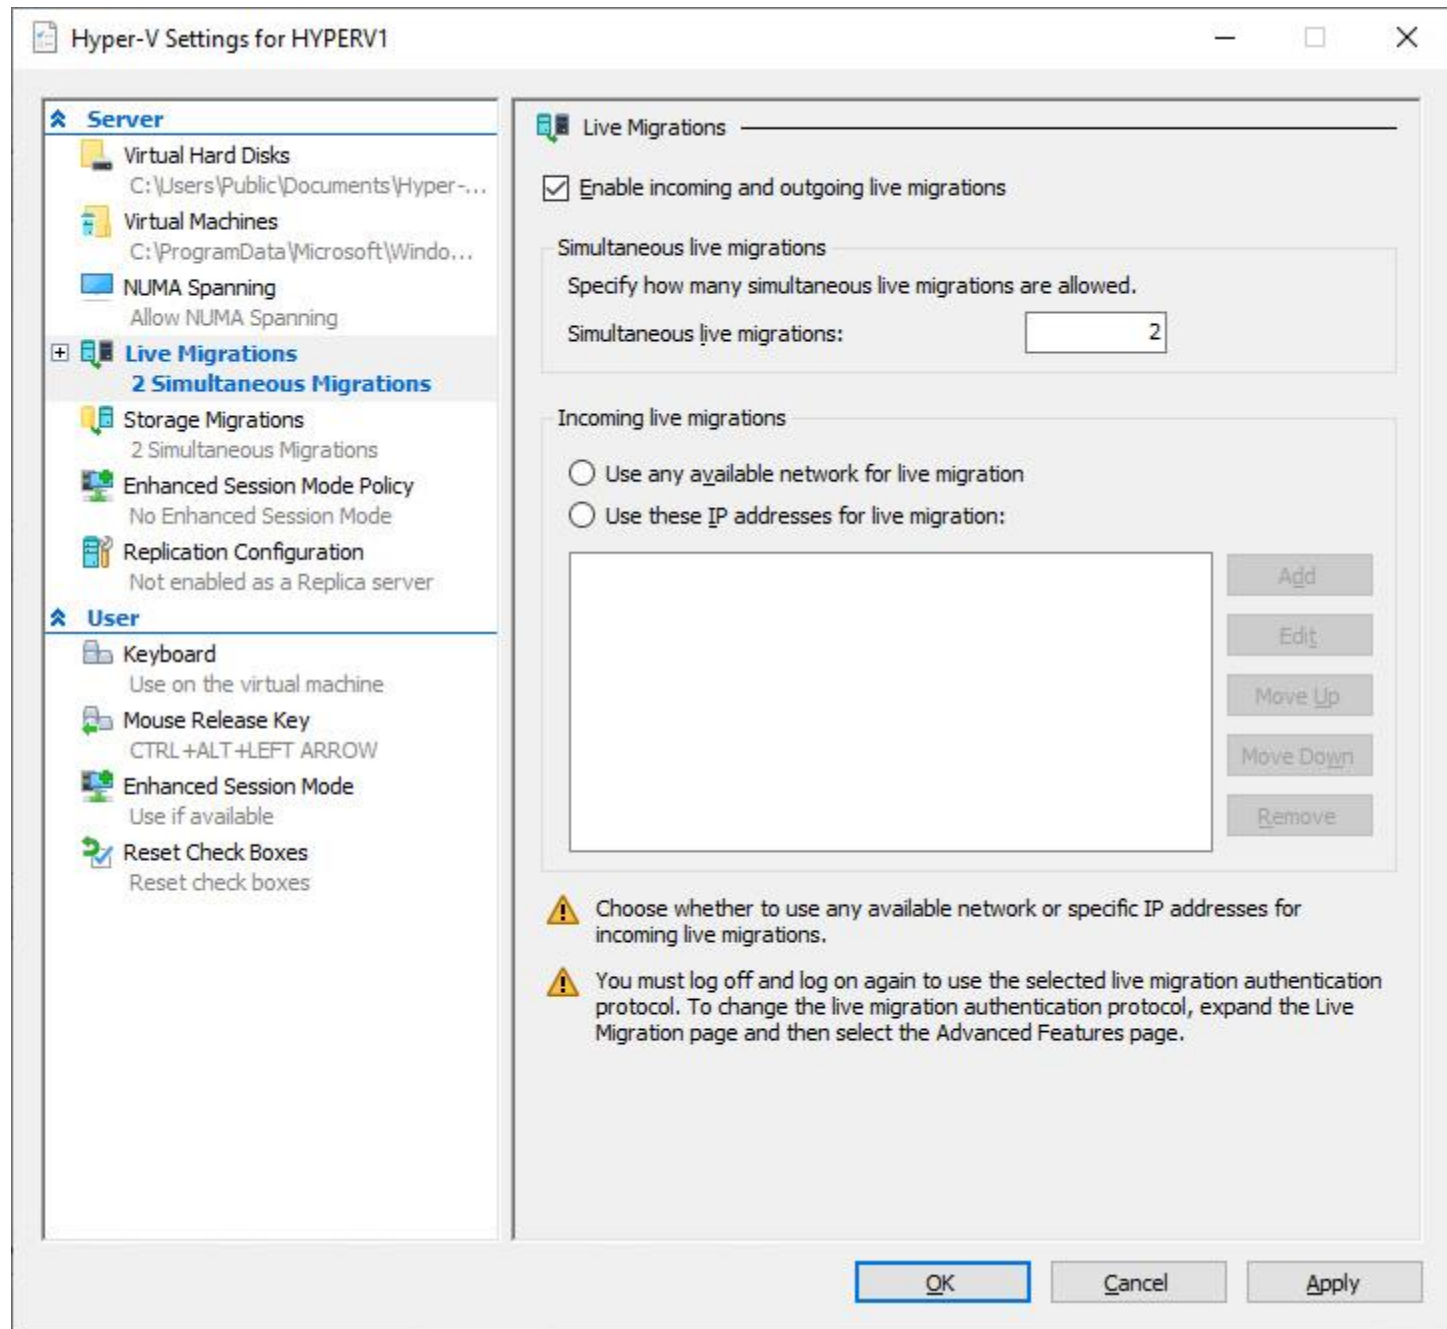 Hyper-V Settings for HYPERV1
Server
Virtual Hard Disks
C:\Users\Public\Documents\Hyper-...
Virtual Machines
C:\ProgramData\Microsoft\Windo...
NUMA Spanning
Allow NUMA Spanning
Live Migrations
2 Simultaneous Migrations
Storage Migrations
2 Simultaneous Migrations
Enhanced Session Mode Policy
No Enhanced Session Mode
Replication Configuration
Not enabled as a Replica server
User
Keyboard
Use on the virtual machine
Mouse Release Key
CTRL+ALT+LEFT ARROW
Enhanced Session Mode
Use if available
Reset Check Boxes
Reset check boxes
Live Migrations
Enable incoming and outgoing live migrations
Simultaneous live migrations
Specify how many simultaneous live migrations are allowed.
Simultaneous live migrations: 2
Incoming live migrations
Use any available network for live migration
Use these IP addresses for live migration:
Add
Edit
Move Up
Move Down
Remove
Choose whether to use any available network or specific IP addresses for
incoming live migrations.
You must log off and log on again to use the selected live migration authentication
protocol. To change the live migration authentication protocol, expand the Live
Migration page and then select the Advanced Features page.
OK
Cancel
Apply